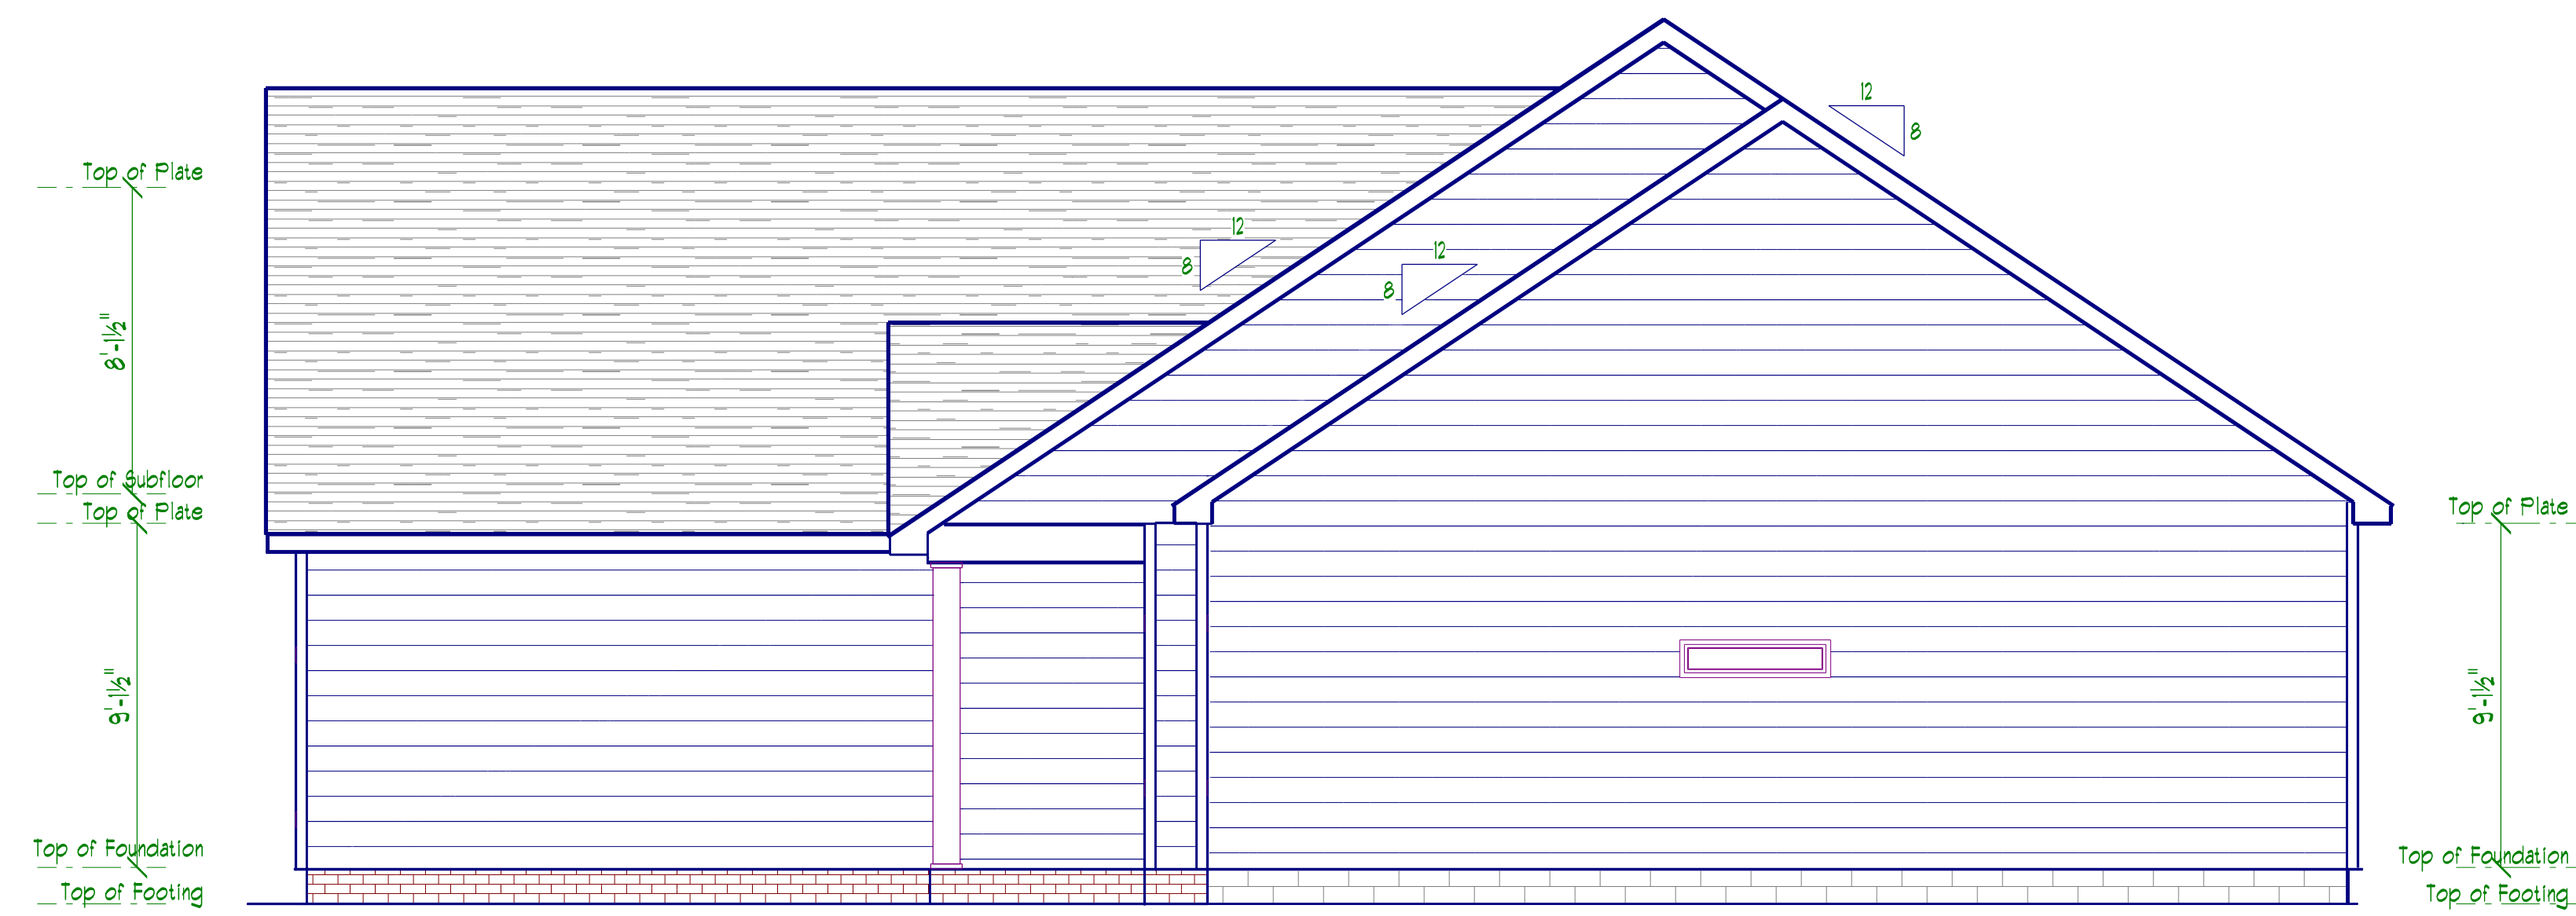 12
8
Top of Plate
12
8
12
8
8'-1½"
Top of Subfloor
Top of Plate
Top of Plate
9'-1½"
9'-1½"
Top of Foundation
Top of Foundation
Top of Footing
Top of Footing